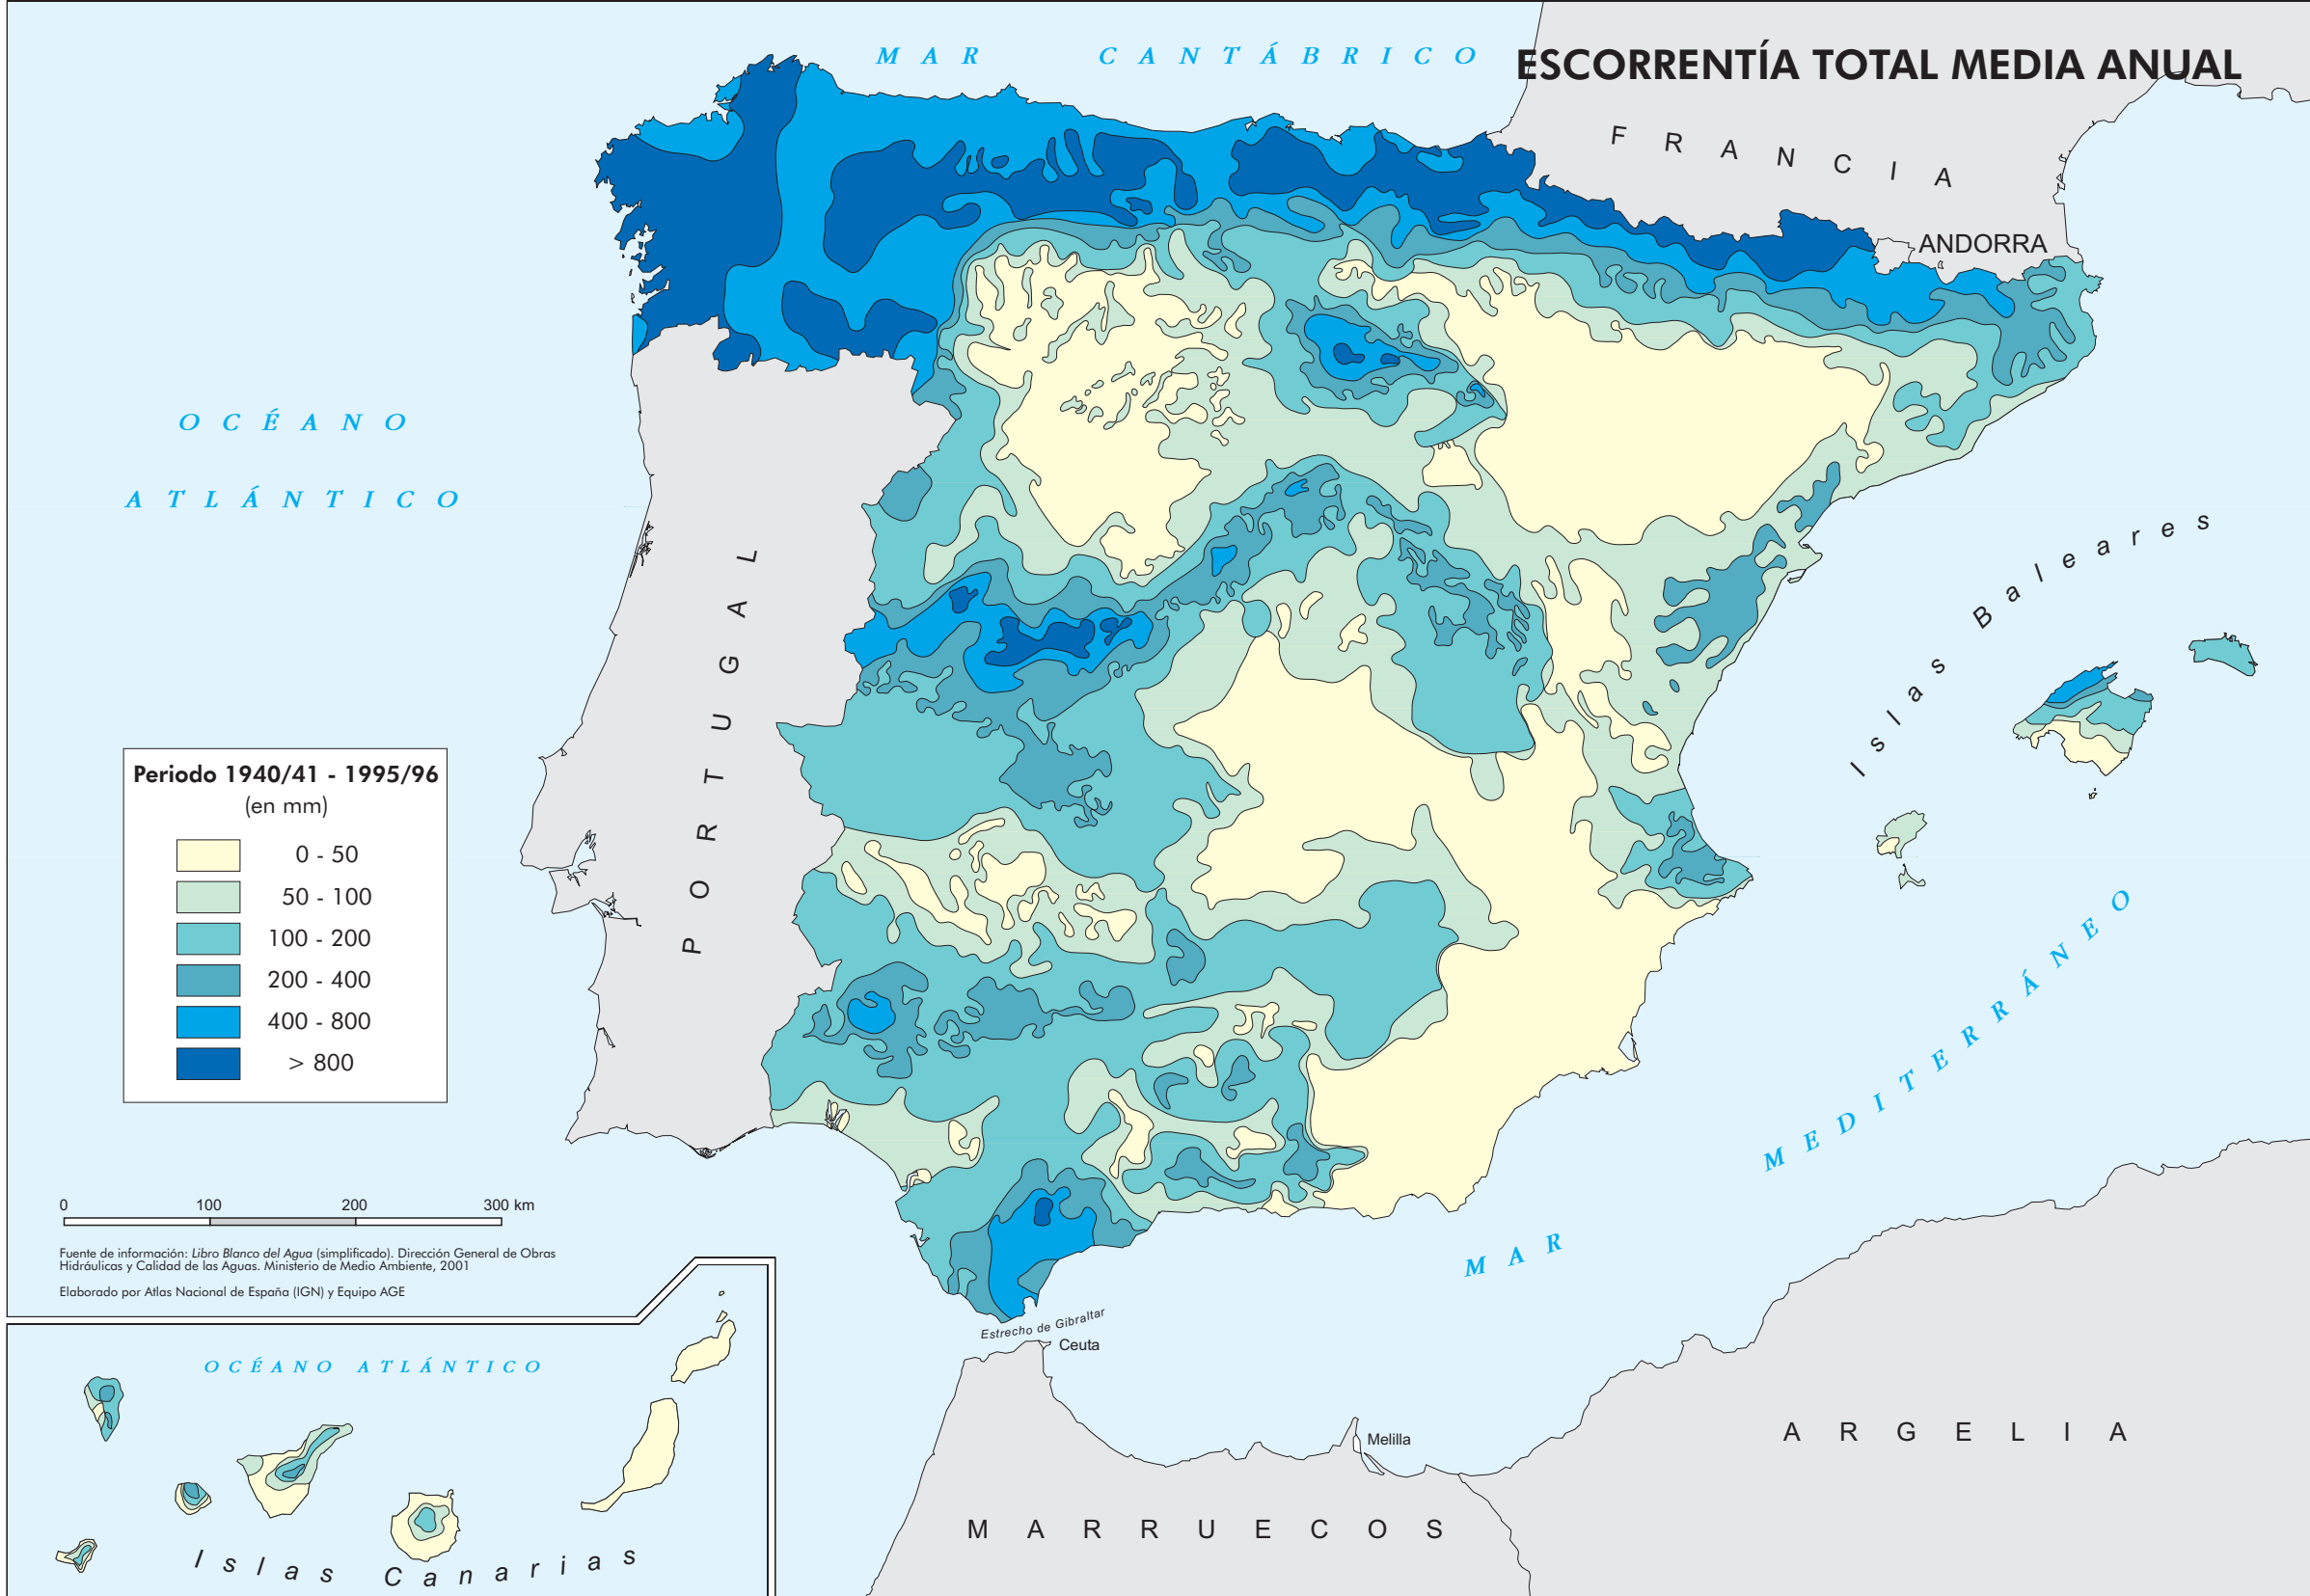 ESCORRENTÍA TOTAL MEDIA ANUAL
MAR CANTÁBRICO
FRANCIA
ANDORRA
OCÉANO
ATLÁNTICO
PORTUGAL
Islas Baleares
MAR MEDITERRÁNEO
Periodo 1940/41 - 1995/96
(en mm)
0 - 50
50 - 100
100 - 200
200 - 400
400 - 800
> 800
0 100 200 300 km
Fuente de información: Libro Blanco del Agua (simplificado). Dirección General de Obras
Hidráulicas y Calidad de las Aguas. Ministerio de Medio Ambiente, 2001
Elaborado por Atlas Nacional de España (IGN) y Equipo AGE
Estrecho de Gibraltar
Ceuta
Melilla
MARRUECOS
ARGELIA
OCÉANO ATLÁNTICO
Islas Canarias